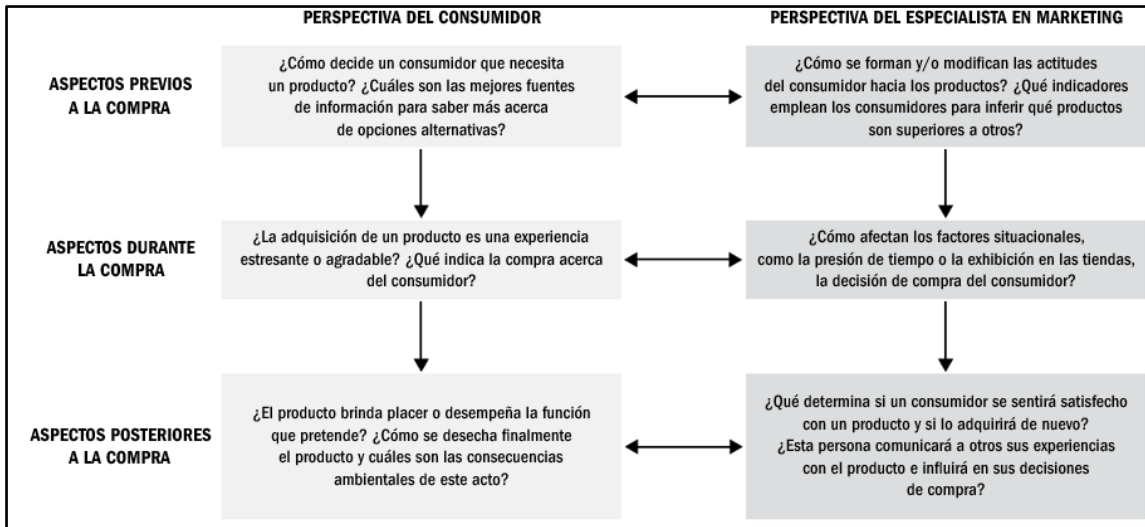 PERSPECTIVA DEL CONSUMIDOR
PERSPECTIVA DEL ESPECIALISTA EN MARKETING
ASPECTOS PREVIOS
A LA COMPRA
¿Cómo decide un consumidor que necesita
un producto? ¿Cuáles son las mejores fuentes
de información para saber más acerca
de opciones alternativas?
¿Cómo se forman y/o modifican las actitudes
del consumidor hacia los productos? ¿Qué indicadores
emplean los consumidores para inferir qué productos
son superiores a otros?
ASPECTOS DURANTE
LA COMPRA
¿La adquisición de un producto es una experiencia
estresante o agradable? ¿Qué indica la compra acerca
del consumidor?
¿Cómo afectan los factores situacionales,
como la presión de tiempo o la exhibición en las tiendas,
la decisión de compra del consumidor?
ASPECTOS POSTERIORES
A LA COMPRA
¿El producto brinda placer o desempeña la función
que pretende? ¿Cómo se desecha finalmente
el producto y cuáles son las consecuencias
ambientales de este acto?
¿Qué determina si un consumidor se sentirá satisfecho
con un producto y si lo adquirirá de nuevo?
¿Esta persona comunicará a otros sus experiencias
con el producto e influirá en sus decisiones
de compra?